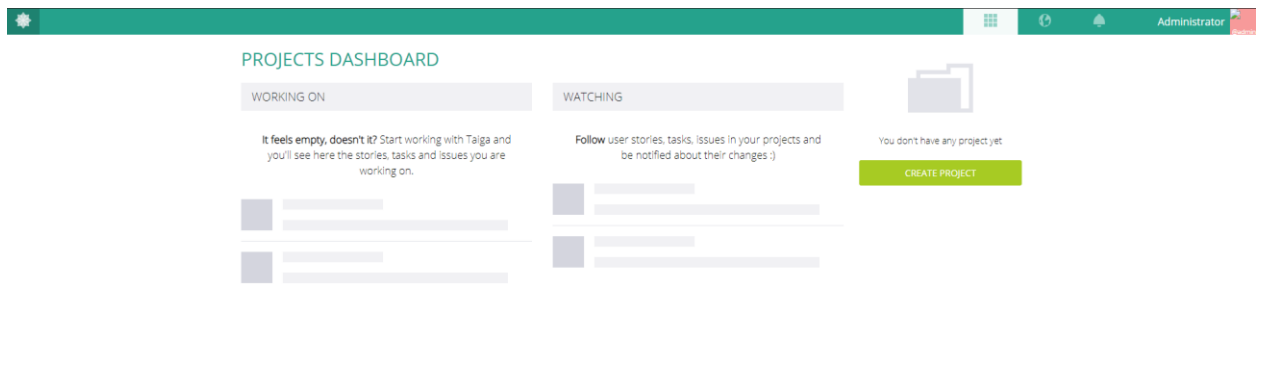 Administrator
PROJECTS DASHBOARD
WORKING ON
It feels empty, doesn't it? Start working with Taiga and
you'll see here the stories, tasks and issues you are
working on.
WATCHING
Follow user stories, tasks, issues in your projects and
be notified about their changes :)
You don't have any project yet
CREATE PROJECT